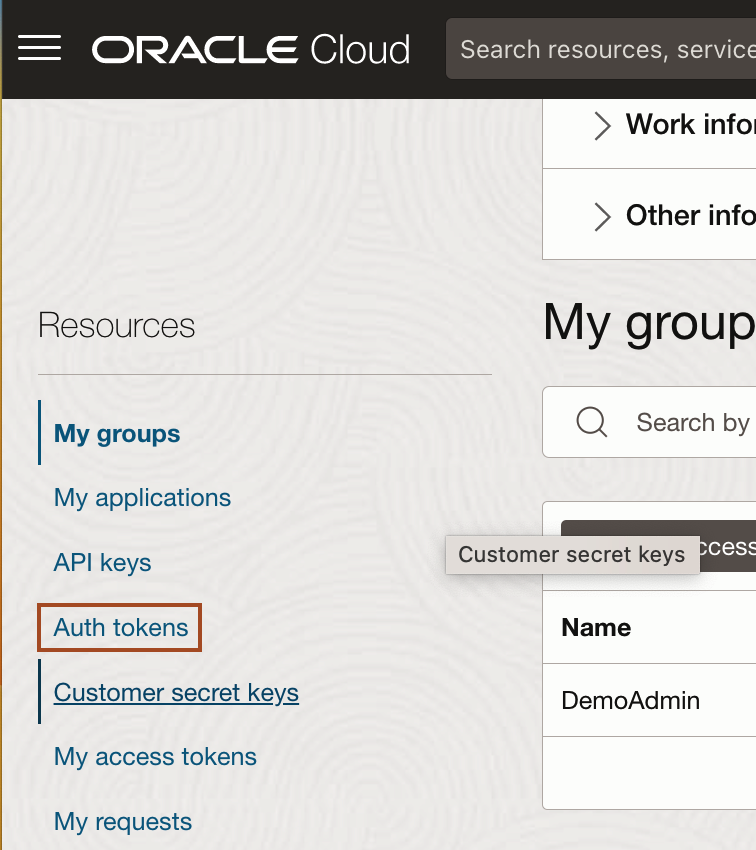 ORACLE Cloud
Search resources, service
Work info
Other info
Resources
My groups
My applications
API keys
Auth tokens
Customer secret keys
My access tokens
My requests
My group
Search by
Customer secret keys
ccess
Name
DemoAdmin